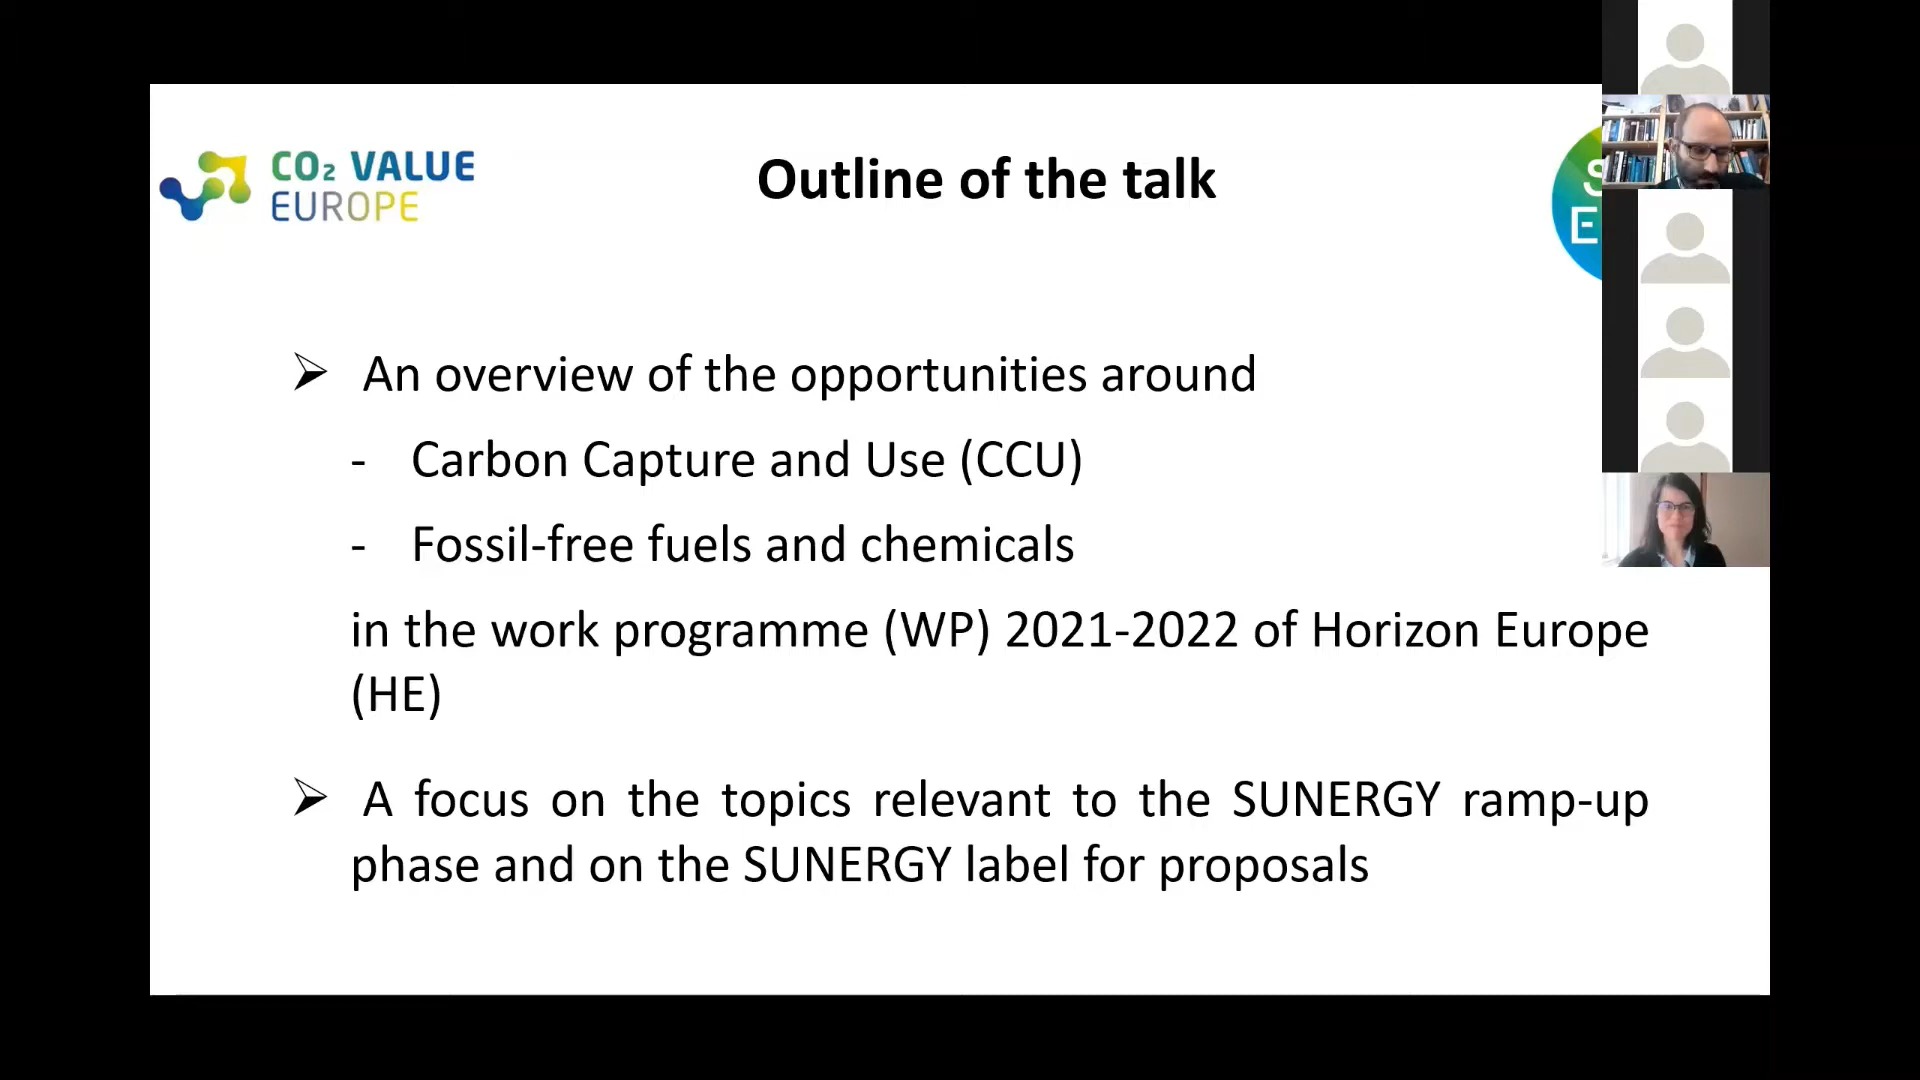 CO₂ VALUE
EUROPE
Outline of the talk
S
E
➢ An overview of the opportunities around
- Carbon Capture and Use (CCU)
- Fossil-free fuels and chemicals
in the work programme (WP) 2021-2022 of Horizon Europe
(HE)
➢ A focus on the topics relevant to the SUNERGY ramp-up
phase and on the SUNERGY label for proposals